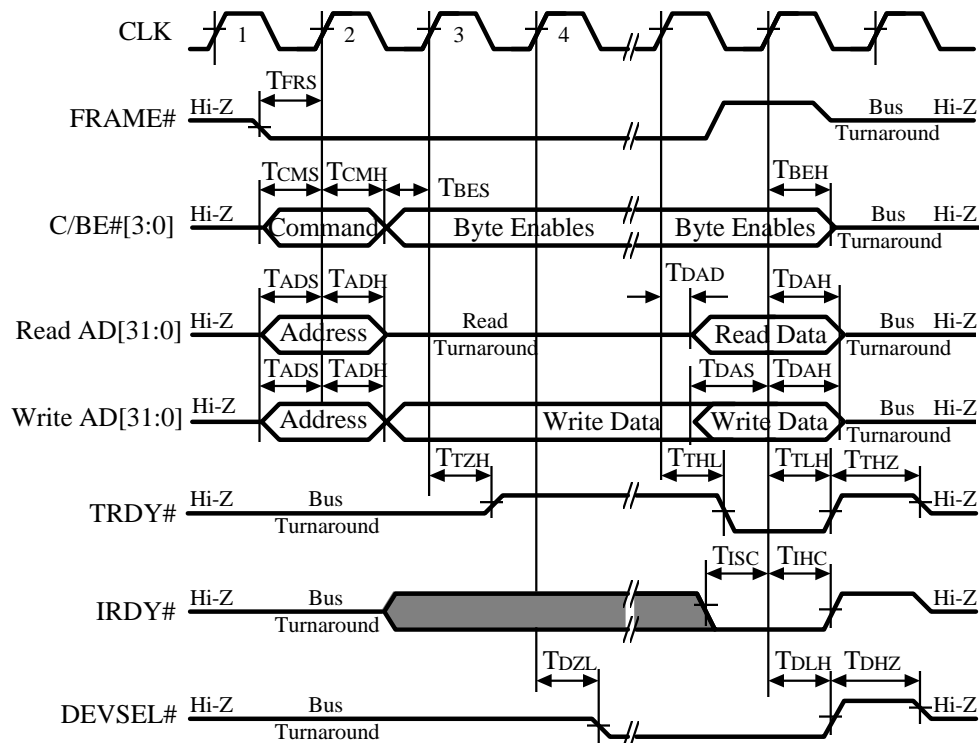 CLK 1 2 3 4
TFRS
FRAME# Hi-Z Bus Hi-Z
Turnaround
TCMS TCMH TBES TBEH
C/BE#[3:0] Hi-Z Command Byte Enables Byte Enables Bus Hi-Z
Turnaround
TADS TADH TDAD TDAH
Read AD[31:0] Hi-Z Address Read Read Data Bus Hi-Z
Turnaround Turnaround
TADS TADH TDAS TDAH
Write AD[31:0] Hi-Z Address Write Data Write Data Bus Hi-Z
Turnaround
TTZH TTHL TTLH TTHZ
TRDY# Hi-Z Bus Hi-Z
Turnaround
TISC TIHC
IRDY# Hi-Z Bus Hi-Z
Turnaround
TDZL TDLH TDHZ
DEVSEL# Hi-Z Bus Hi-Z
Turnaround